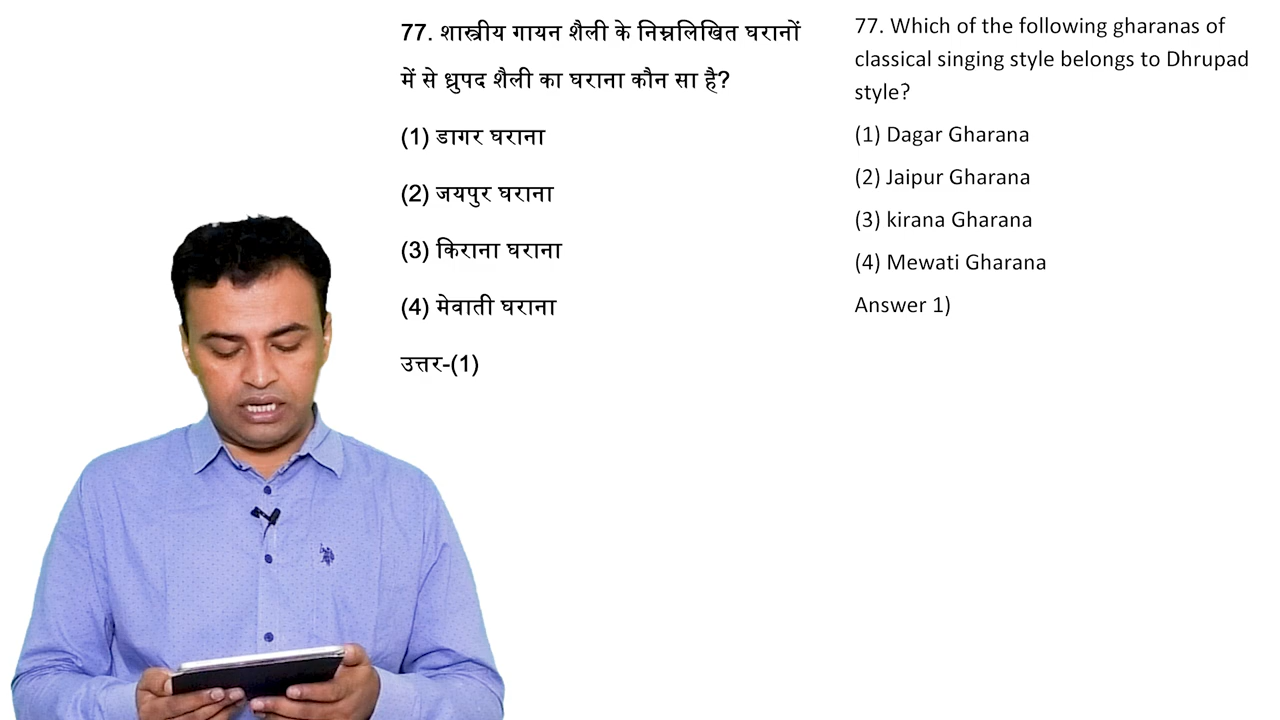 77. शास्त्रीय गायन शैली के निम्नलिखित घरानों
में से ध्रुपद शैली का घराना कौन सा है?
(1) डागर घराना
(2) जयपुर घराना
(3) किराना घराना
(4) मेवाती घराना
उत्तर-(1)
77. Which of the following gharanas of
classical singing style belongs to Dhrupad
style?
(1) Dagar Gharana
(2) Jaipur Gharana
(3) kirana Gharana
(4) Mewati Gharana
Answer 1)